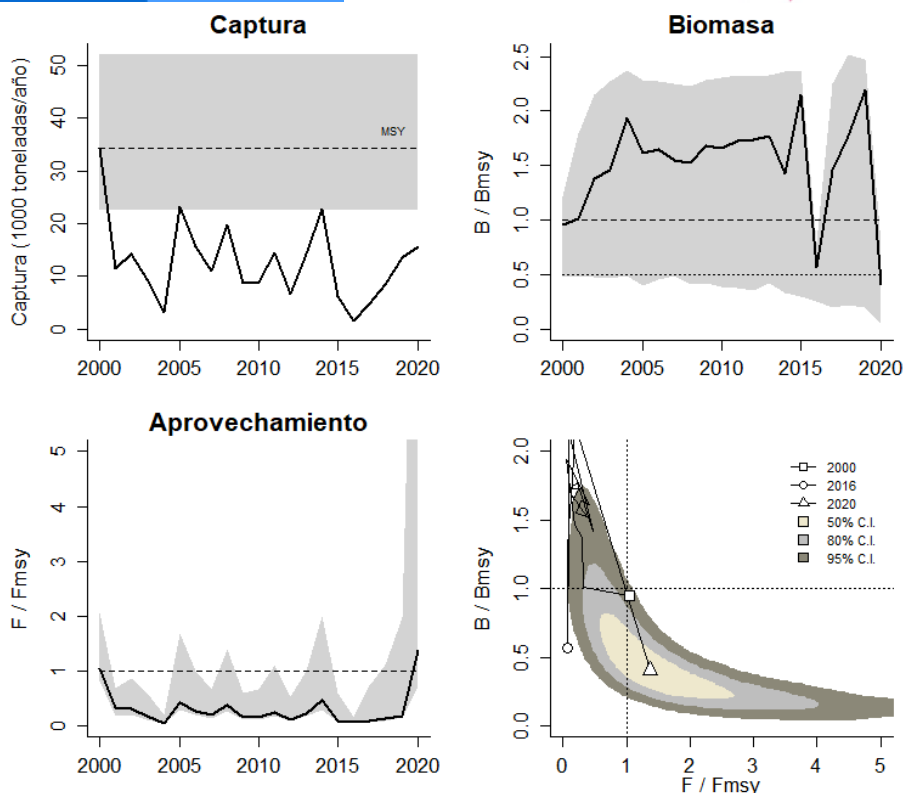 Captura
Captura (1000 toneladas/año)
50
40
30
20
10
0
MSY
2000 2005 2010 2015 2020
Biomasa
B / Bmsy
2.5
2.0
1.5
1.0
0.5
0.0
2000 2005 2010 2015 2020
Aprovechamiento
F / Fmsy
5
4
3
2
1
0
2000 2005 2010 2015 2020
B / Bmsy
2.0
1.5
1.0
0.5
0.0
2000
2016
2020
50% C.I.
80% C.I.
95% C.I.
0 1 2 3 4 5
F / Fmsy